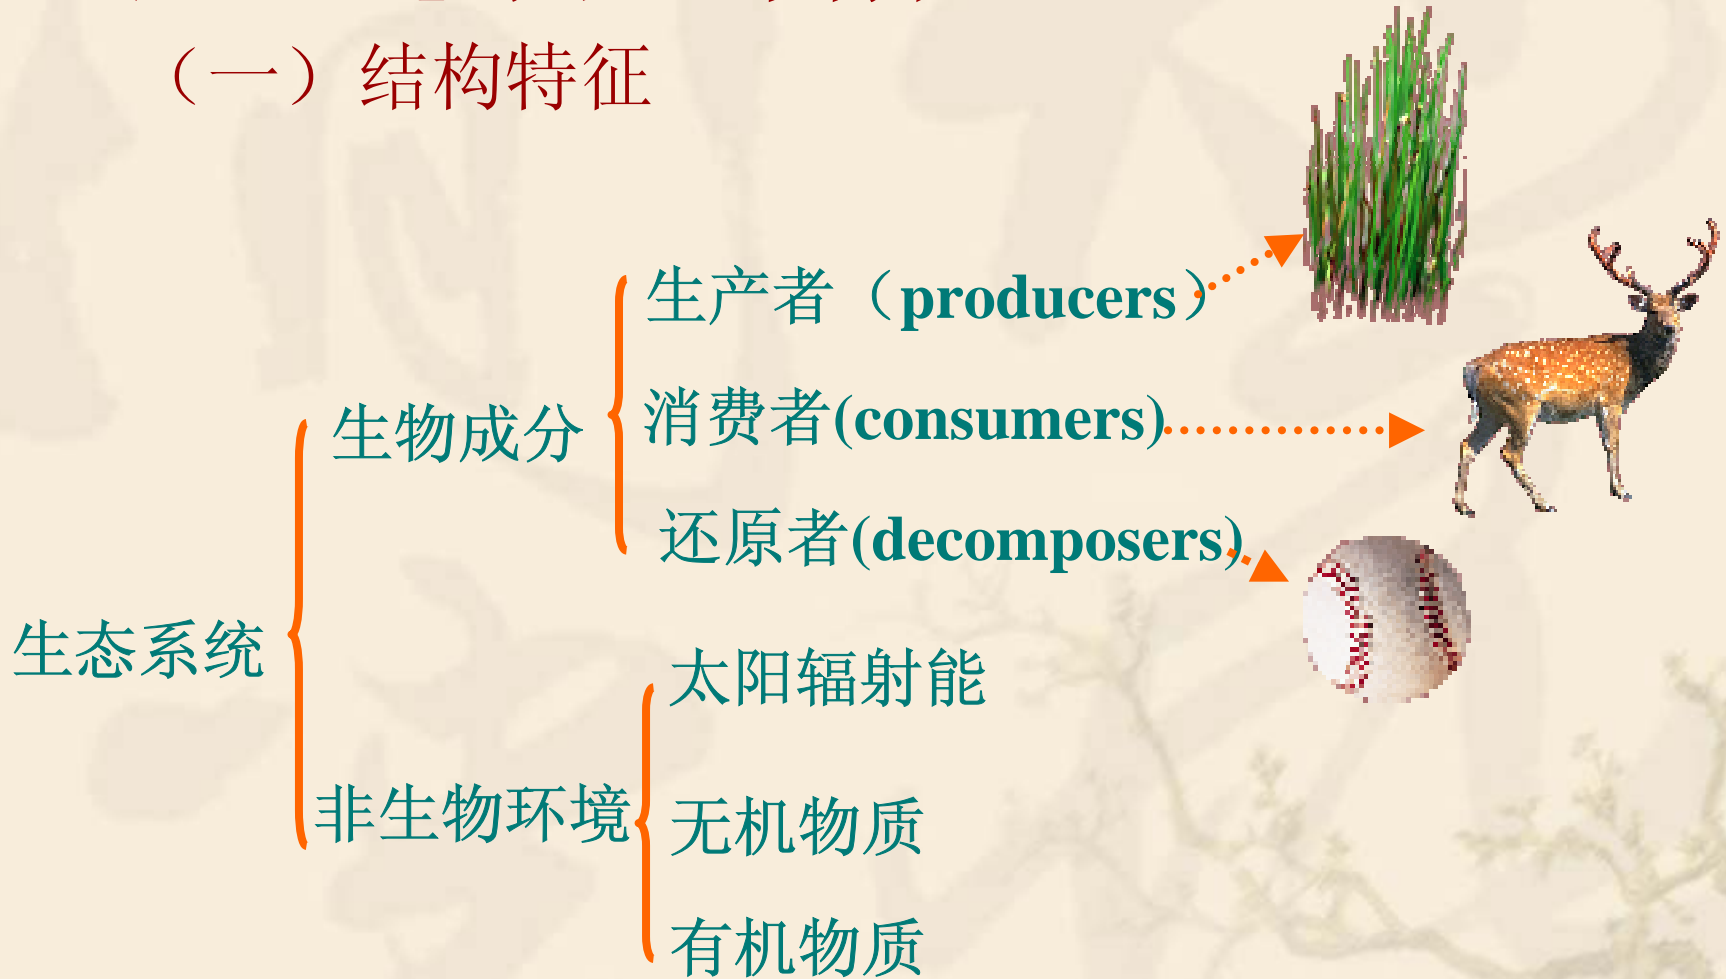 （一）结构特征
生产者（producers）
消费者(consumers)
生物成分
还原者(decomposers)
生态系统
太阳辐射能
非生物环境
无机物质
有机物质